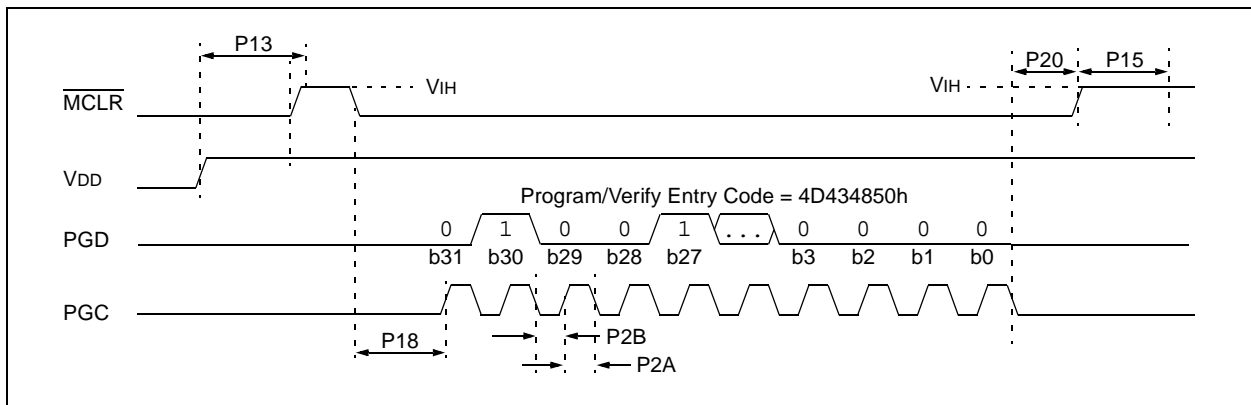 P13
P20 P15
MCLR VIH VIH
VDD
Program/Verify Entry Code = 4D434850h
PGD 0 1 0 0 1 ... 0 0 0 0
b31 b30 b29 b28 b27 b3 b2 b1 b0
PGC
P18 P2B
P2A